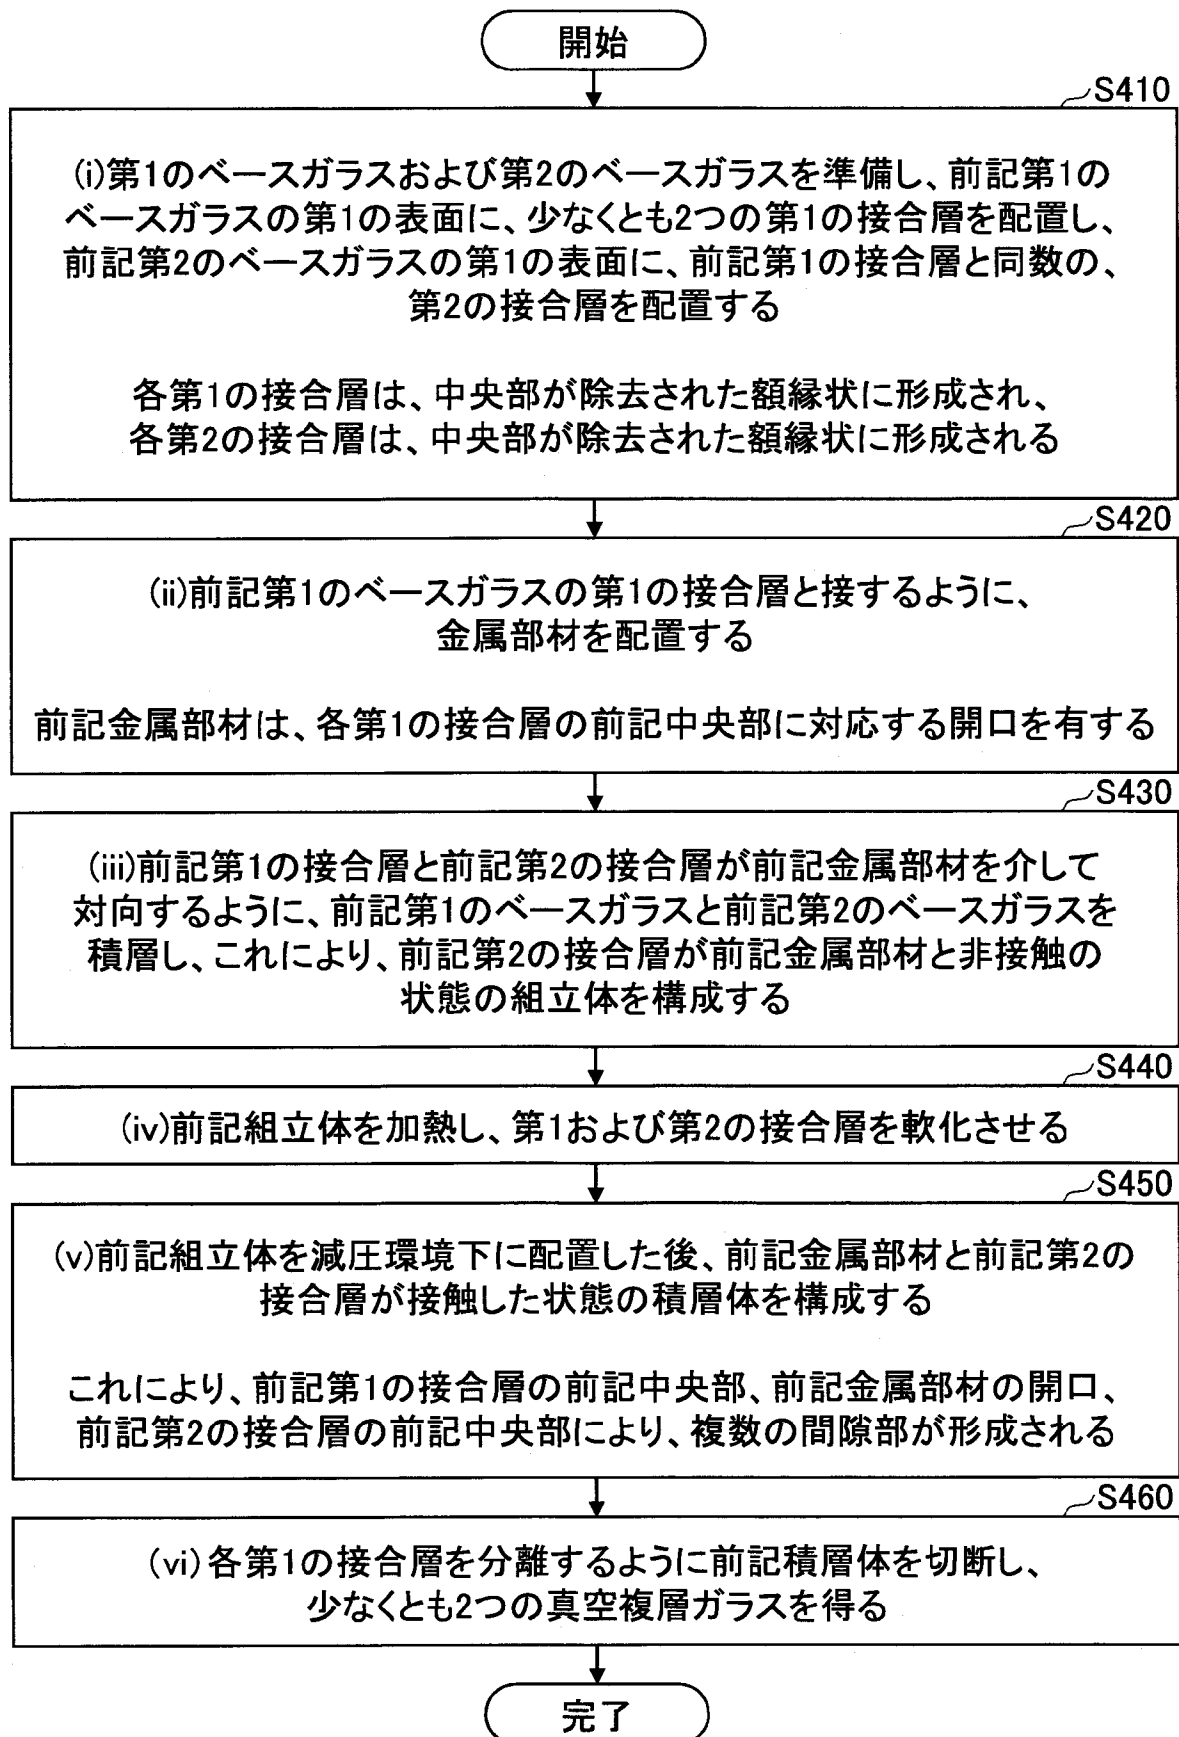 開始
S410
(i)第1のベースガラスおよび第2のベースガラスを準備し、前記第1の
ベースガラスの第1の表面に、少なくとも2つの第1の接合層を配置し、
前記第2のベースガラスの第1の表面に、前記第1の接合層と同数の、
第2の接合層を配置する
各第1の接合層は、中央部が除去された額縁状に形成され、
各第2の接合層は、中央部が除去された額縁状に形成される
S420
(ii)前記第1のベースガラスの第1の接合層と接するように、
金属部材を配置する
前記金属部材は、各第1の接合層の前記中央部に対応する開口を有する
S430
(iii)前記第1の接合層と前記第2の接合層が前記金属部材を介して
対向するように、前記第1のベースガラスと前記第2のベースガラスを
積層し、これにより、前記第2の接合層が前記金属部材と非接触の
状態の組立体を構成する
S440
(iv)前記組立体を加熱し、第1および第2の接合層を軟化させる
S450
(v)前記組立体を減圧環境下に配置した後、前記金属部材と前記第2の
接合層が接触した状態の積層体を構成する
これにより、前記第1の接合層の前記中央部、前記金属部材の開口、
前記第2の接合層の前記中央部により、複数の間隙部が形成される
S460
(vi)各第1の接合層を分離するように前記積層体を切断し、
少なくとも2つの真空複層ガラスを得る
完了